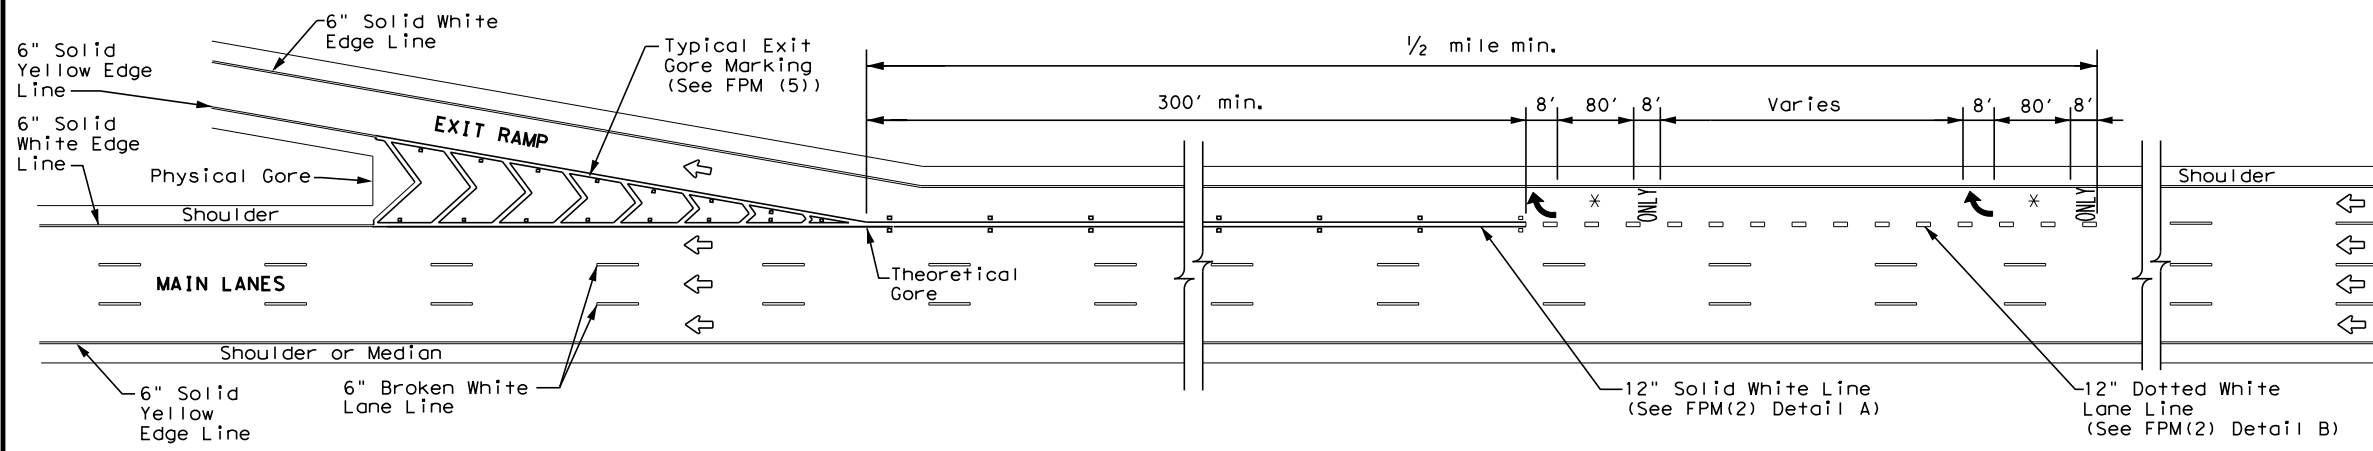 6" Solid White
Edge Line
6" Solid
Yellow Edge
Line
6" Solid
White Edge
Line
Typical Exit
Gore Marking
(See FPM (5))
1/2 mile min.
300' min.
8'
80'
8'
Varies
8'
80'
8'
EXIT RAMP
Physical Gore
Shoulder
*
ONLY
*
ONLY
Shoulder
MAIN LANES
Theoretical
Gore
Shoulder or Median
6" Solid
Yellow
Edge Line
6" Broken White
Lane Line
12" Solid White Line
(See FPM(2) Detail A)
12" Dotted White
Lane Line
(See FPM(2) Detail B)